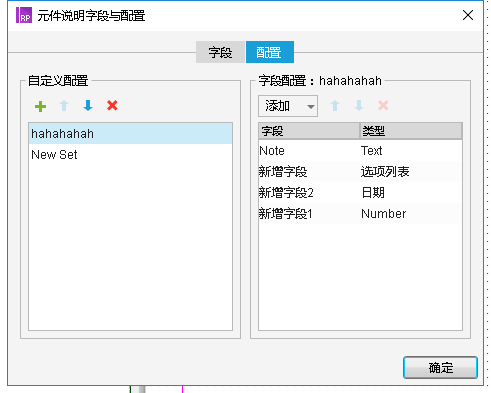 RP 元件说明字段与配置
字段 配置
自定义配置
hahahahah
New Set
字段配置：hahahahah
添加
字段 类型
Note Text
新增字段 选项列表
新增字段2 日期
新增字段1 Number
确定